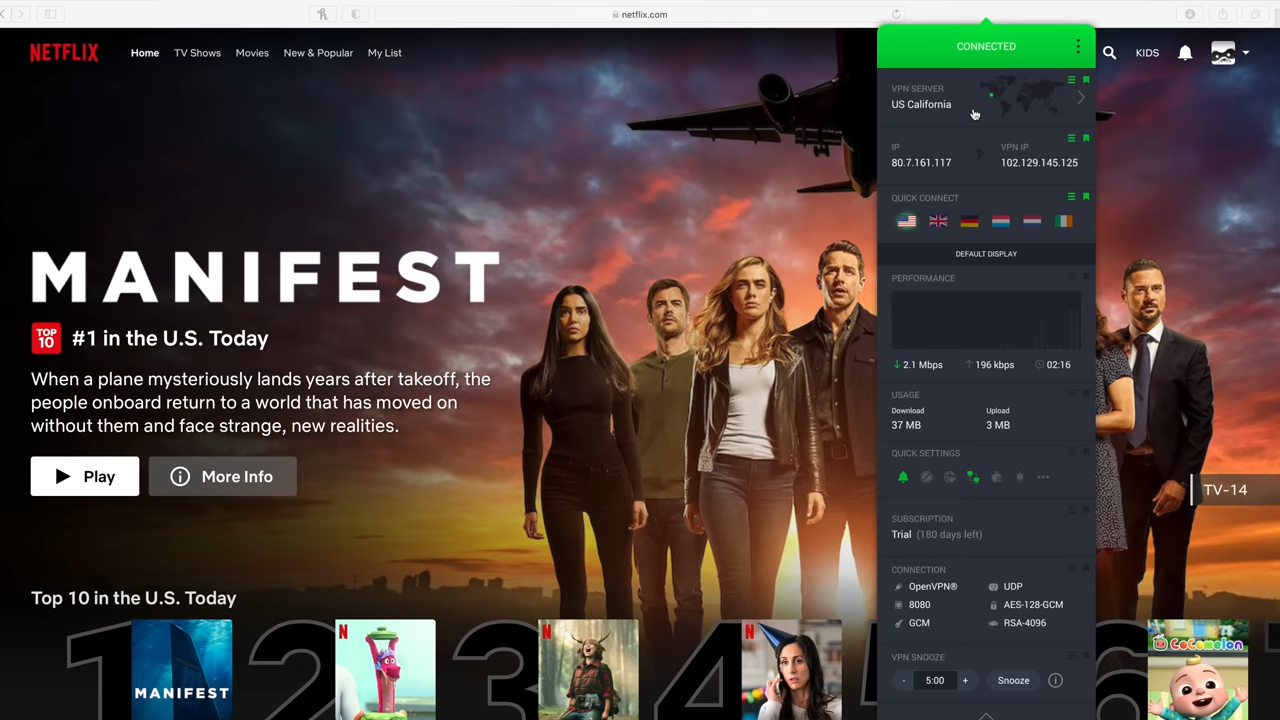 netflix.com
NETFLIX
Home
TV Shows
Movies
New & Popular
My List
KIDS
MANIFEST
TOP
10
#1 in the U.S. Today
When a plane mysteriously lands years after takeoff, the
people onboard return to a world that has moved on
without them and face strange, new realities.
Play
More Info
TV-14
Top 10 in the U.S. Today
1
MANIFEST
2
N
3
N
4
N
6
CoComelon
CONNECTED
VPN SERVER
US California
IP
80.7.161.117
VPN IP
102.129.145.125
QUICK CONNECT
DEFAULT DISPLAY
PERFORMANCE
2.1 Mbps
196 kbps
02:16
USAGE
Download
37 MB
Upload
3 MB
QUICK SETTINGS
SUBSCRIPTION
Trial (180 days left)
CONNECTION
OpenVPN®
UDP
8080
AES-128-GCM
GCM
RSA-4096
VPN SNOOZE
- 5:00 +
Snooze